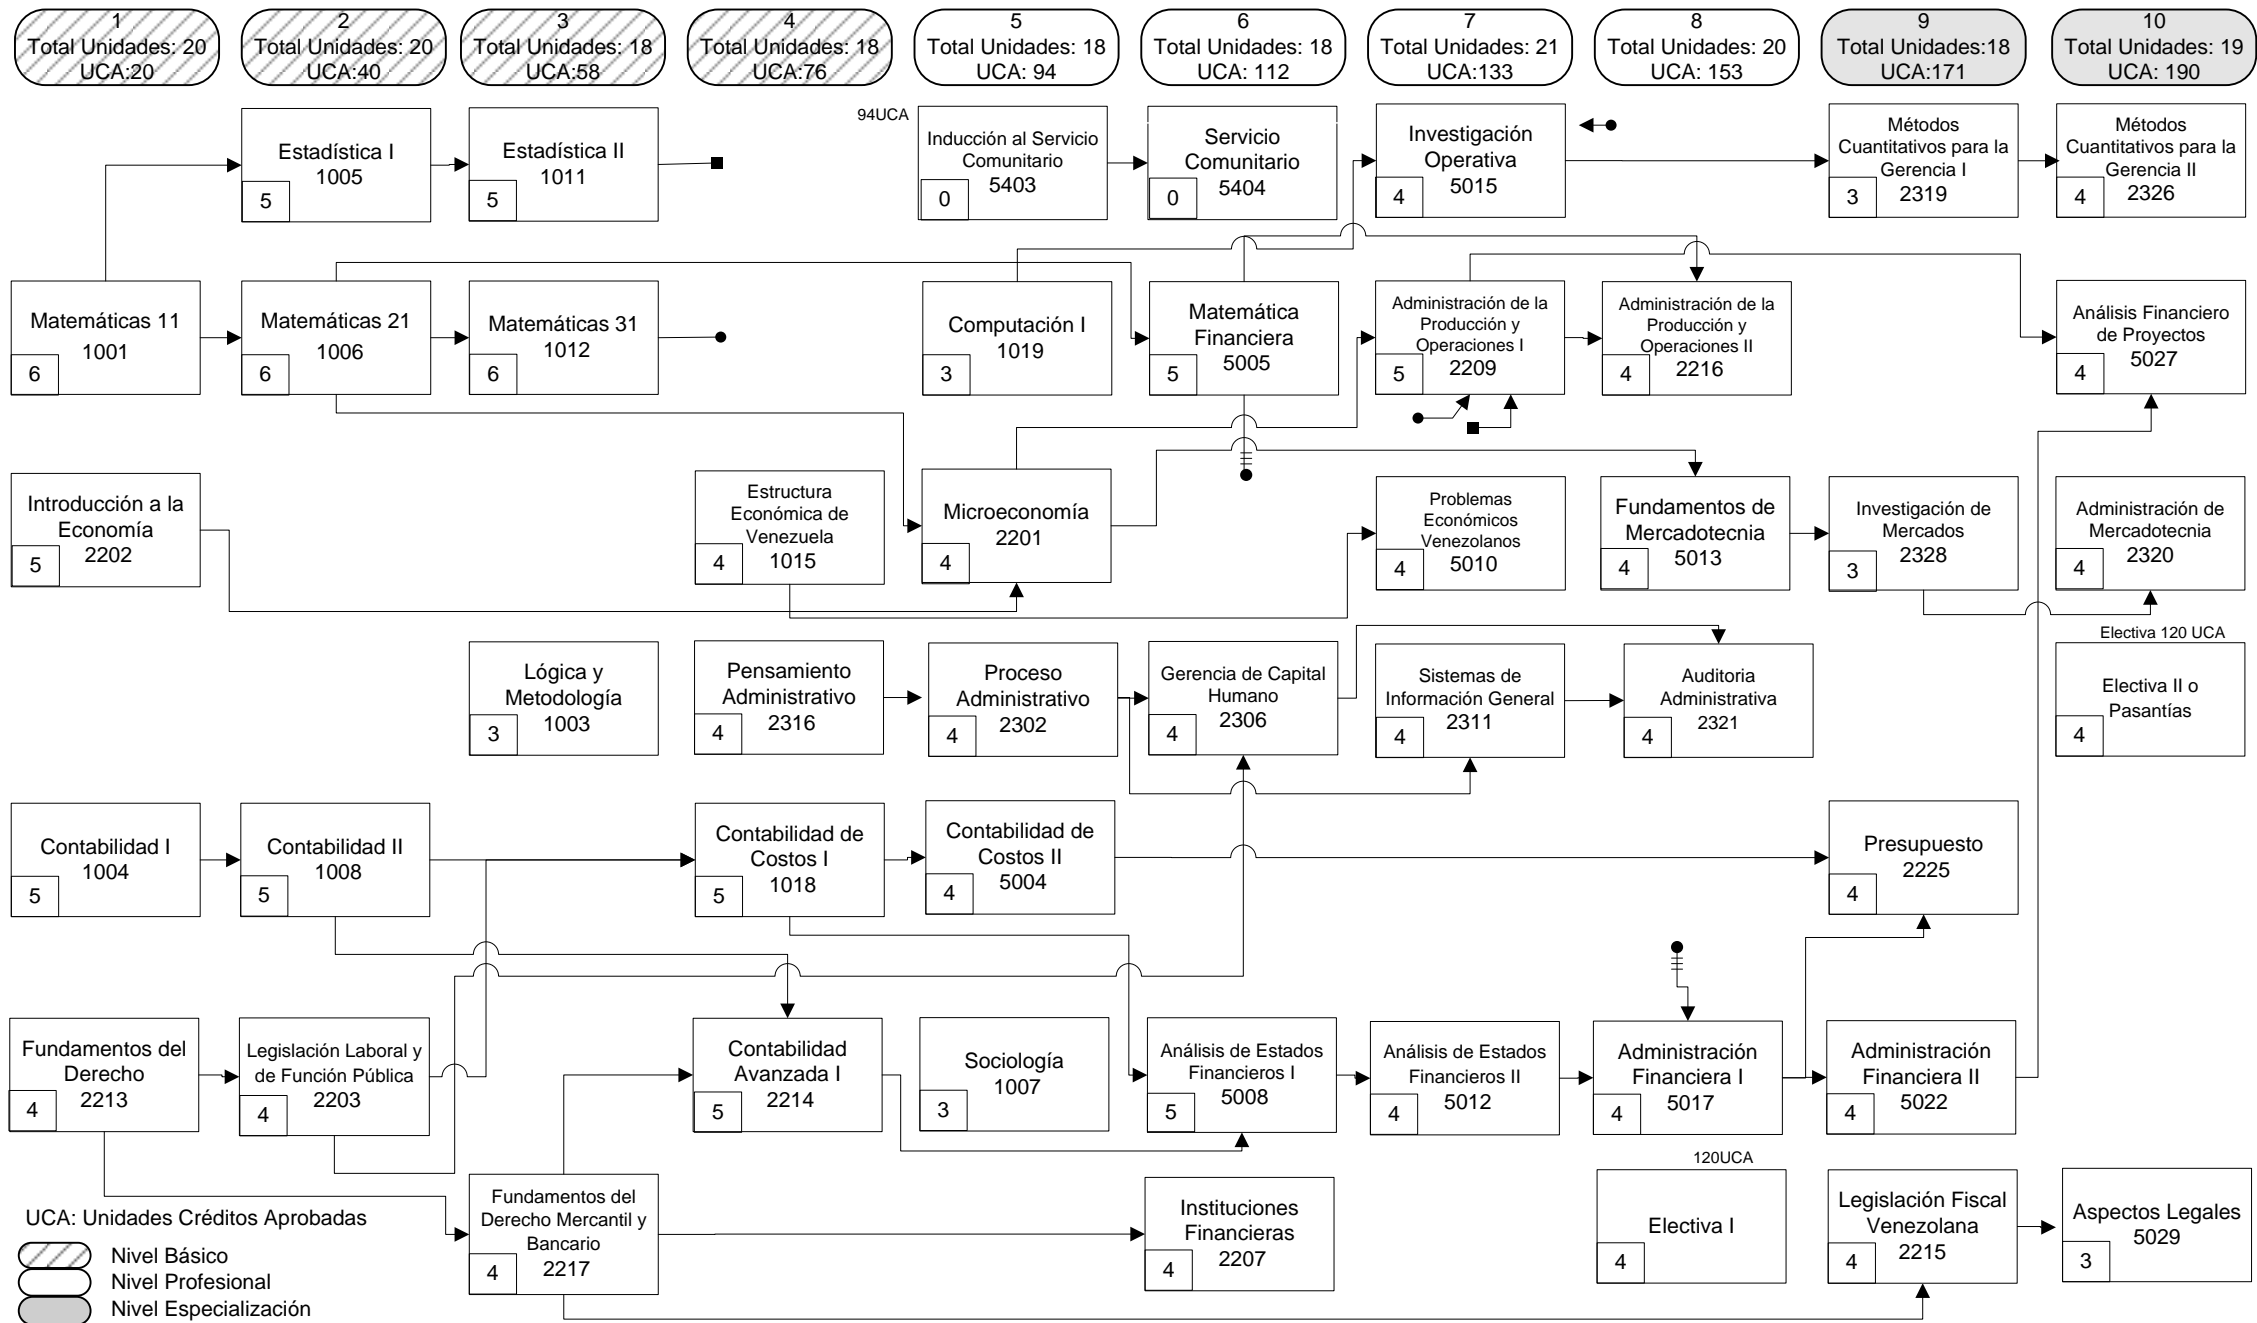 1
Total Unidades: 20
UCA:20
2
Total Unidades: 20
UCA:40
3
Total Unidades: 18
UCA:58
4
Total Unidades: 18
UCA:76
5
Total Unidades: 18
UCA: 94
6
Total Unidades: 18
UCA: 112
7
Total Unidades: 21
UCA:133
8
Total Unidades: 20
UCA: 153
9
Total Unidades:18
UCA:171
10
Total Unidades: 19
UCA: 190
Estadística I
1005
5
Estadística II
1011
5
94UCA
Inducción al Servicio
Comunitario
5403
0
Servicio
Comunitario
5404
0
Investigación
Operativa
5015
4
Métodos
Cuantitativos para la
Gerencia I
2319
3
Métodos
Cuantitativos para la
Gerencia II
2326
4
Matemáticas 11
1001
6
Matemáticas 21
1006
6
Matemáticas 31
1012
6
Computación I
1019
3
Matemática
Financiera
5005
5
Administración de la
Producción y
Operaciones I
2209
5
Administración de la
Producción y
Operaciones II
2216
4
Análisis Financiero
de Proyectos
5027
4
Introducción a la
Economía
2202
5
Estructura
Económica de
Venezuela
1015
4
Microeconomía
2201
4
Problemas
Económicos
Venezolanos
5010
4
Fundamentos de
Mercadotecnia
5013
4
Investigación de
Mercados
2328
3
Administración de
Mercadotecnia
2320
4
Lógica y
Metodología
1003
3
Pensamiento
Administrativo
2316
4
Proceso
Administrativo
2302
4
Gerencia de Capital
Humano
2306
4
Sistemas de
Información General
2311
4
Auditoria
Administrativa
2321
4
Electiva 120 UCA
Electiva II o
Pasantías
4
Contabilidad I
1004
5
Contabilidad II
1008
5
Contabilidad de
Costos I
1018
5
Contabilidad de
Costos II
5004
4
Presupuesto
2225
4
Fundamentos del
Derecho
2213
4
Legislación Laboral y
de Función Pública
2203
4
Contabilidad
Avanzada I
2214
5
Sociología
1007
3
Análisis de Estados
Financieros I
5008
5
Análisis de Estados
Financieros II
5012
4
Administración
Financiera I
5017
4
Administración
Financiera II
5022
4
Fundamentos del
Derecho Mercantil y
Bancario
2217
4
Instituciones
Financieras
2207
4
120UCA
Electiva I
4
Legislación Fiscal
Venezolana
2215
4
Aspectos Legales
5029
3
UCA: Unidades Créditos Aprobadas
Nivel Básico
Nivel Profesional
Nivel Especialización